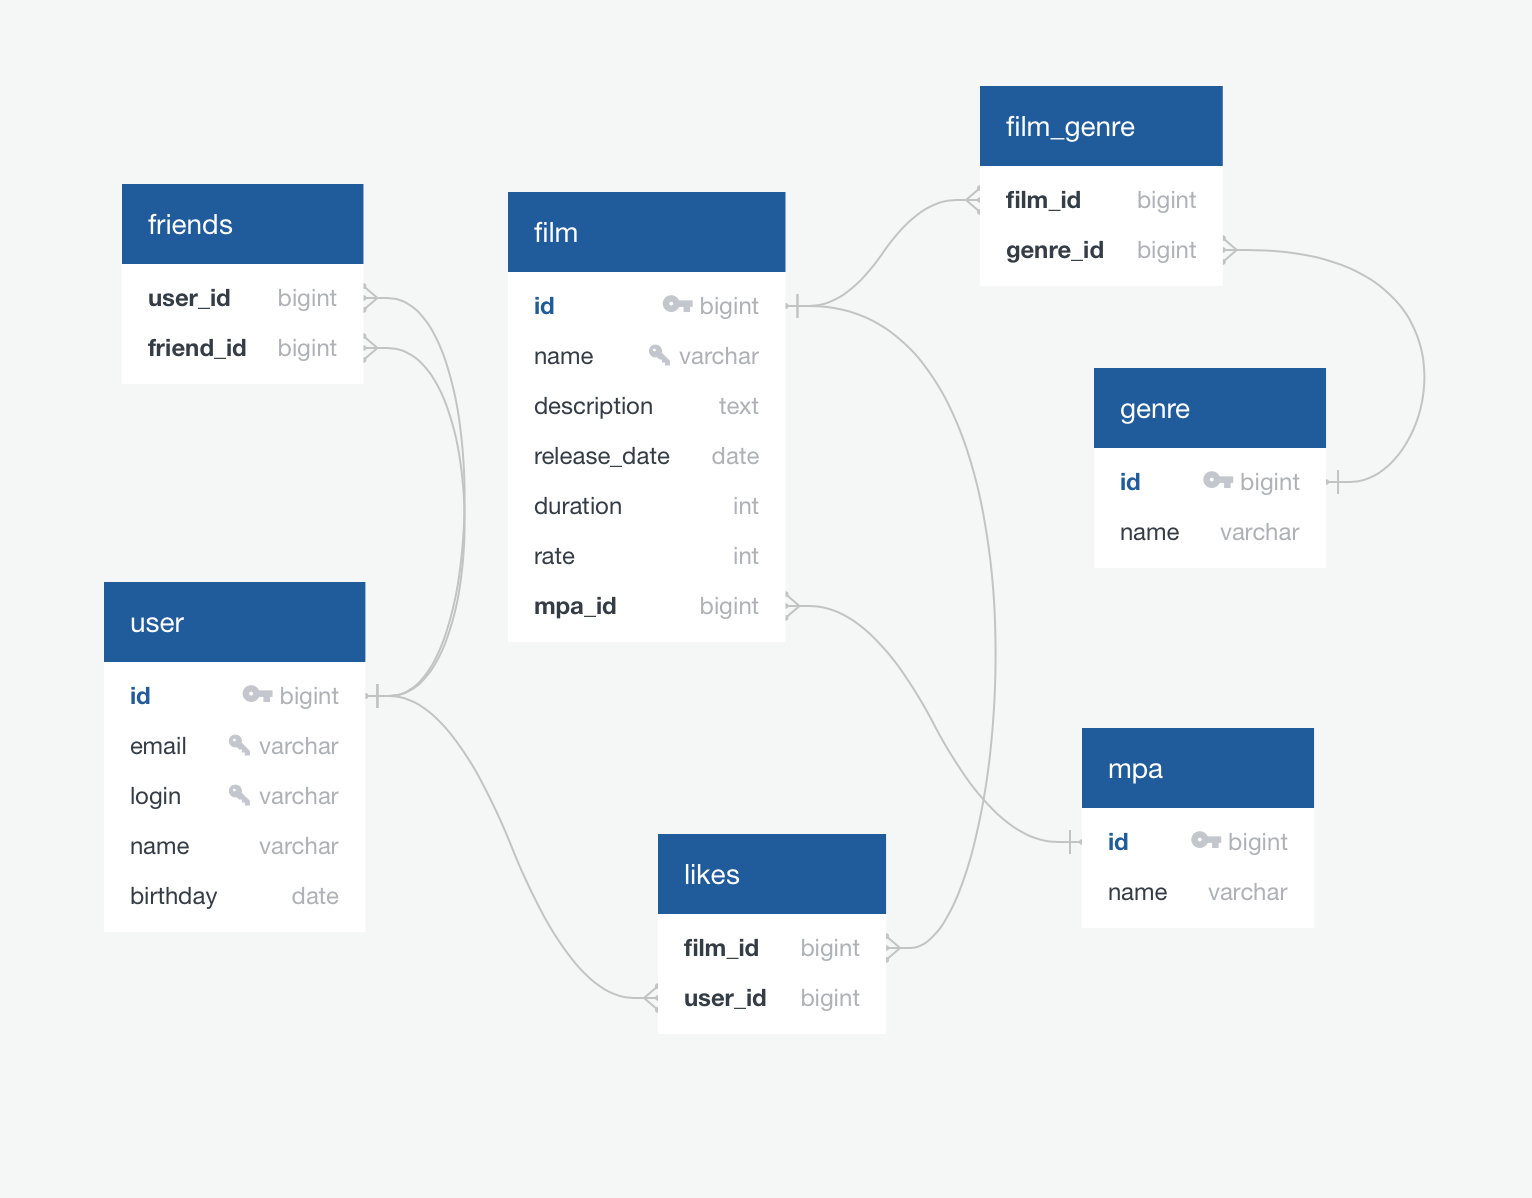 friends
user_id bigint
friend_id bigint
film
id bigint
name varchar
description text
release_date date
duration int
rate int
mpa_id bigint
film_genre
film_id bigint
genre_id bigint
genre
id bigint
name varchar
user
id bigint
email varchar
login varchar
name varchar
birthday date
likes
film_id bigint
user_id bigint
mpa
id bigint
name varchar